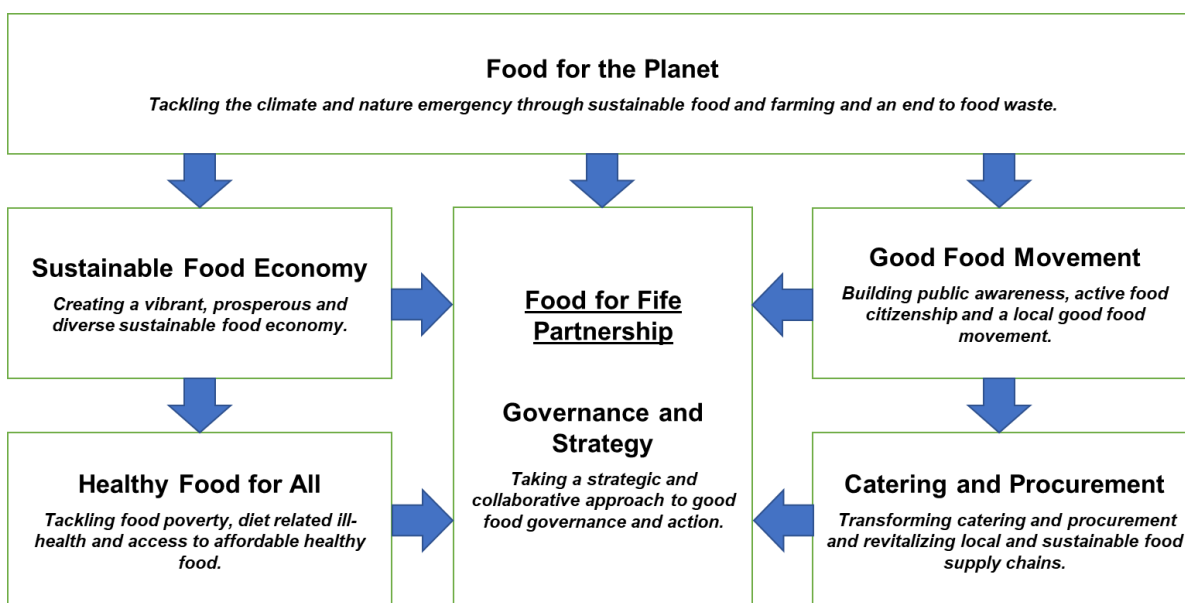 Food for the Planet
Tackling the climate and nature emergency through sustainable food and farming and an end to food waste.
Sustainable Food Economy
Creating a vibrant, prosperous and
diverse sustainable food economy.
Food for Fife
Partnership
Governance and
Strategy
Taking a strategic and
collaborative approach to good
food governance and action.
Good Food Movement
Building public awareness, active food
citizenship and a local good food
movement.
Healthy Food for All
Tackling food poverty, diet related ill-
health and access to affordable healthy
food.
Catering and Procurement
Transforming catering and procurement
and revitalizing local and sustainable food
supply chains.